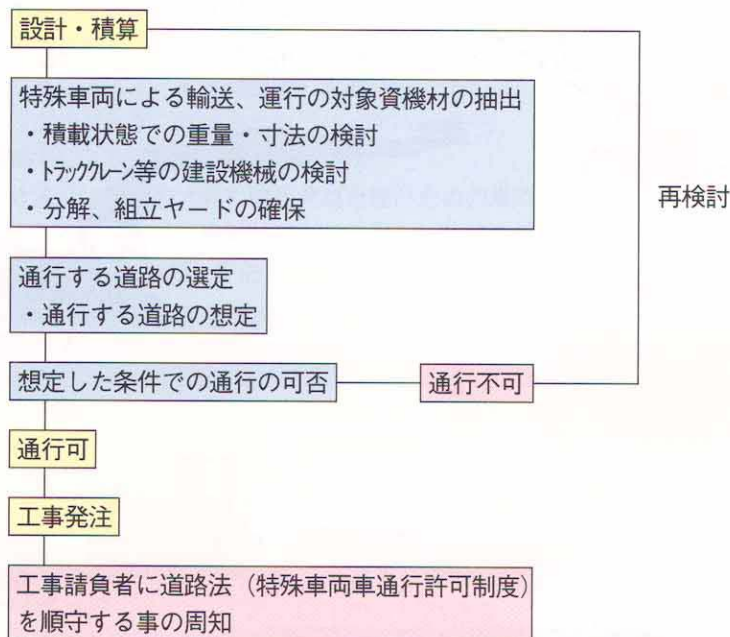 設計・積算
特殊車両による輸送、運行の対象資機材の抽出
・積載状態での重量・寸法の検討
・ﾄﾗｯｸｸﾚｰﾝ等の建設機械の検討
・分解、組立ヤードの確保
再検討
通行する道路の選定
・通行する道路の想定
想定した条件での通行の可否
通行不可
通行可
工事発注
工事請負者に道路法（特殊車両車通行許可制度）
を順守する事の周知